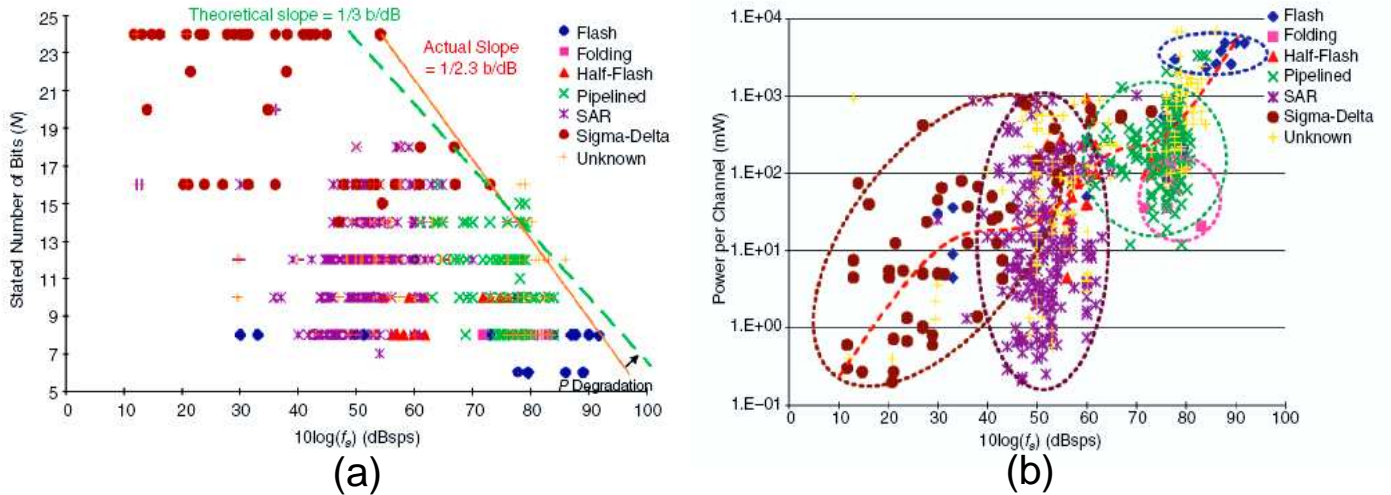 Theoretical slope = 1/3 b/dB
Actual Slope
= 1/2.3 b/dB
Flash
Folding
Half-Flash
Pipelined
SAR
Sigma-Delta
Unknown
Stated Number of Bits (N)
25
23
21
19
17
15
13
11
9
7
5
P Degradation
0 10 20 30 40 50 60 70 80 90 100
10log(fs) (dBsps)
(a)
Power per Channel (mW)
1.E+04
1.E+03
1.E+02
1.E+01
1.E+00
1.E−01
0 10 20 30 40 50 60 70 80 90 100
10log(fs) (dBsps)
Flash
Folding
Half-Flash
Pipelined
SAR
Sigma-Delta
Unknown
(b)